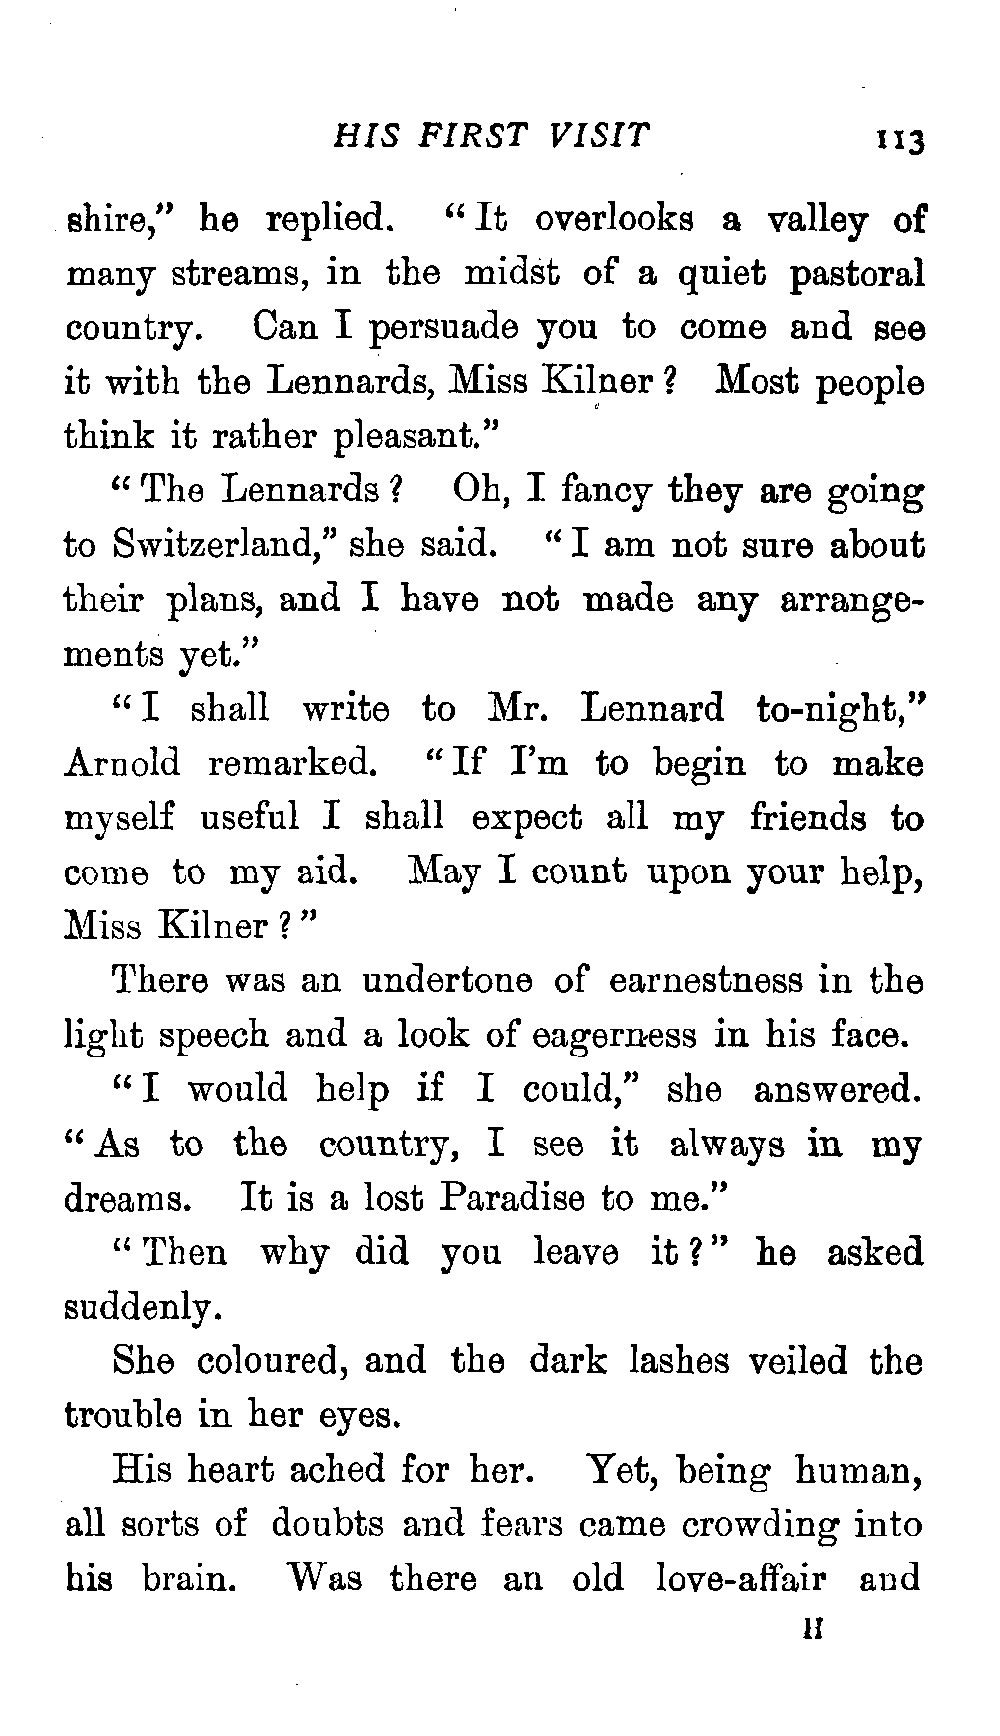 HIS FIRST VISIT 113
shire," he replied. "It overlooks a valley of
many streams, in the midst of a quiet pastoral
country. Can I persuade you to come and see
it with the Lennards, Miss Kilner? Most people
think it rather pleasant."
"The Lennards? Oh, I fancy they are going
to Switzerland," she said. "I am not sure about
their plans, and I have not made any arrange-
ments yet."
"I shall write to Mr. Lennard to-night,"
Arnold remarked. "If I'm to begin to make
myself useful I shall expect all my friends to
come to my aid. May I count upon your help,
Miss Kilner?"
There was an undertone of earnestness in the
light speech and a look of eagerness in his face.
"I would help if I could," she answered.
"As to the country, I see it always in my
dreams. It is a lost Paradise to me."
"Then why did you leave it?" he asked
suddenly.
She coloured, and the dark lashes veiled the
trouble in her eyes.
His heart ached for her. Yet, being human,
all sorts of doubts and fears came crowding into
his brain. Was there an old love-affair and
H